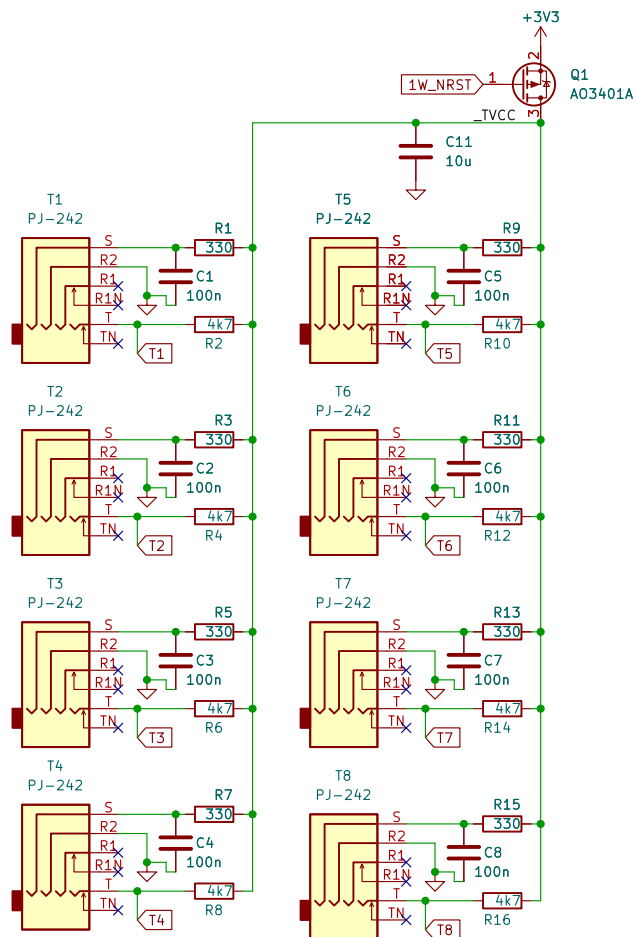 +3V3
2
1W_NRST 1
Q1
AO3401A
3
_TVCC
C11
10u
T1
PJ-242
S
R2
R1
R1N
T
TN
R1
330
C1
100n
4k7
R2
T1
T5
PJ-242
S
R2
R1
R1N
T
TN
R9
330
C5
100n
4k7
R10
T5
T2
PJ-242
S
R2
R1
R1N
T
TN
R3
330
C2
100n
4k7
R4
T2
T6
PJ-242
S
R2
R1
R1N
T
TN
R11
330
C6
100n
4k7
R12
T6
T3
PJ-242
S
R2
R1
R1N
T
TN
R5
330
C3
100n
4k7
R6
T3
T7
PJ-242
S
R2
R1
R1N
T
TN
R13
330
C7
100n
4k7
R14
T7
T4
PJ-242
S
R2
R1
R1N
T
TN
R7
330
C4
100n
4k7
R8
T4
T8
PJ-242
S
R2
R1
R1N
T
TN
R15
330
C8
100n
4k7
R16
T8